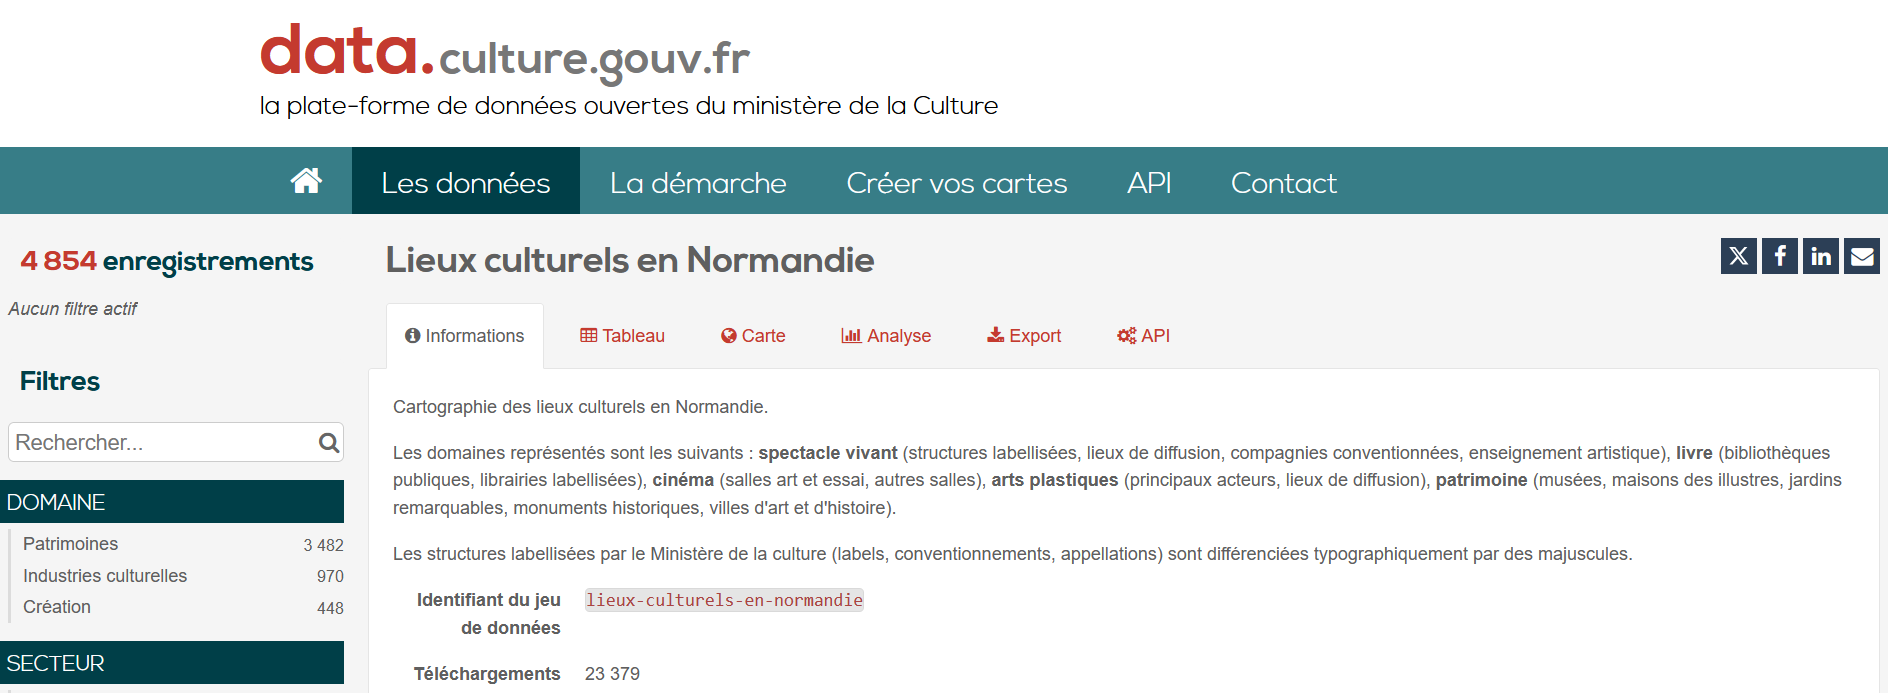 data.culture.gouv.fr
la plate-forme de données ouvertes du ministère de la Culture
Les données La démarche Créer vos cartes API Contact
4 854 enregistrements
Aucun filtre actif
Filtres
Rechercher...
DOMAINE
Patrimoines 3 482
Industries culturelles 970
Création 448
SECTEUR
Lieux culturels en Normandie
Informations Tableau Carte Analyse Export API
Cartographie des lieux culturels en Normandie.
Les domaines représentés sont les suivants : spectacle vivant (structures labellisées, lieux de diffusion, compagnies conventionnées, enseignement artistique), livre (bibliothèques
publiques, librairies labellisées), cinéma (salles art et essai, autres salles), arts plastiques (principaux acteurs, lieux de diffusion), patrimoine (musées, maisons des illustres, jardins
remarquables, monuments historiques, villes d'art et d'histoire).
Les structures labellisées par le Ministère de la culture (labels, conventionnements, appellations) sont différenciées typographiquement par des majuscules.
Identifiant du jeu lieux-culturels-en-normandie
de données
Téléchargements 23 379